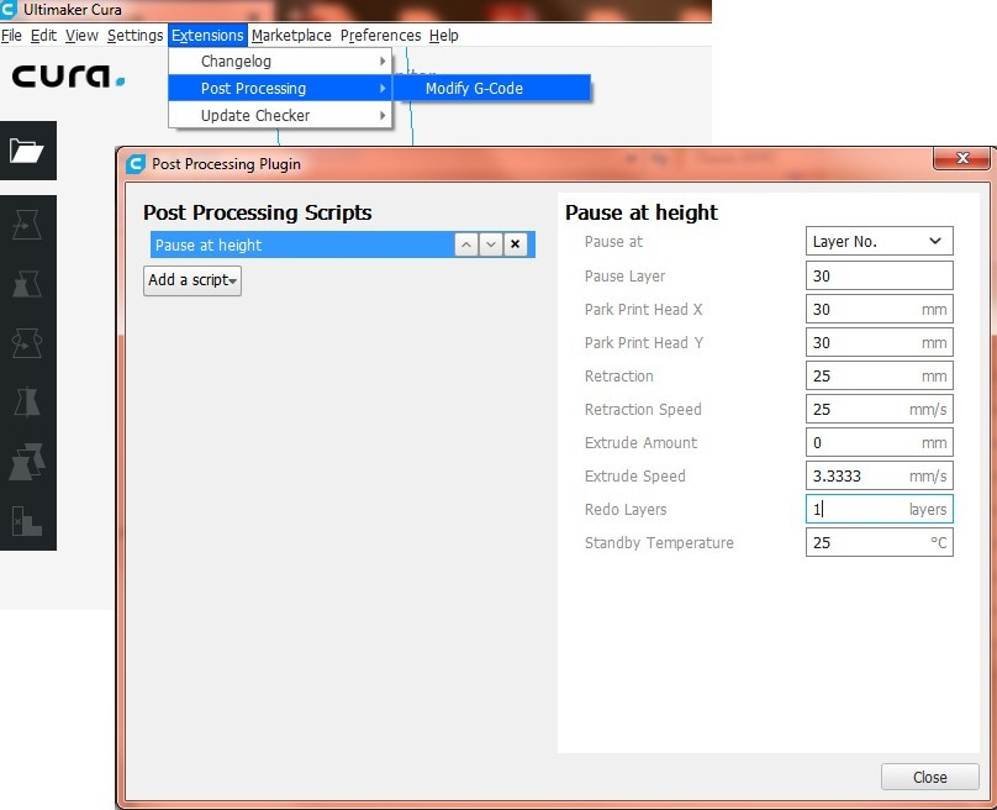 Ultimaker Cura
File Edit View Settings Extensions Marketplace Preferences Help
cura.
Changelog
Post Processing
Modify G-Code
Update Checker
Post Processing Plugin
Post Processing Scripts
Pause at height
Add a script
Pause at height
Pause at Layer No.
Pause Layer 30
Park Print Head X 30 mm
Park Print Head Y 30 mm
Retraction 25 mm
Retraction Speed 25 mm/s
Extrude Amount 0 mm
Extrude Speed 3.3333 mm/s
Redo Layers 1 layers
Standby Temperature 25 °C
Close